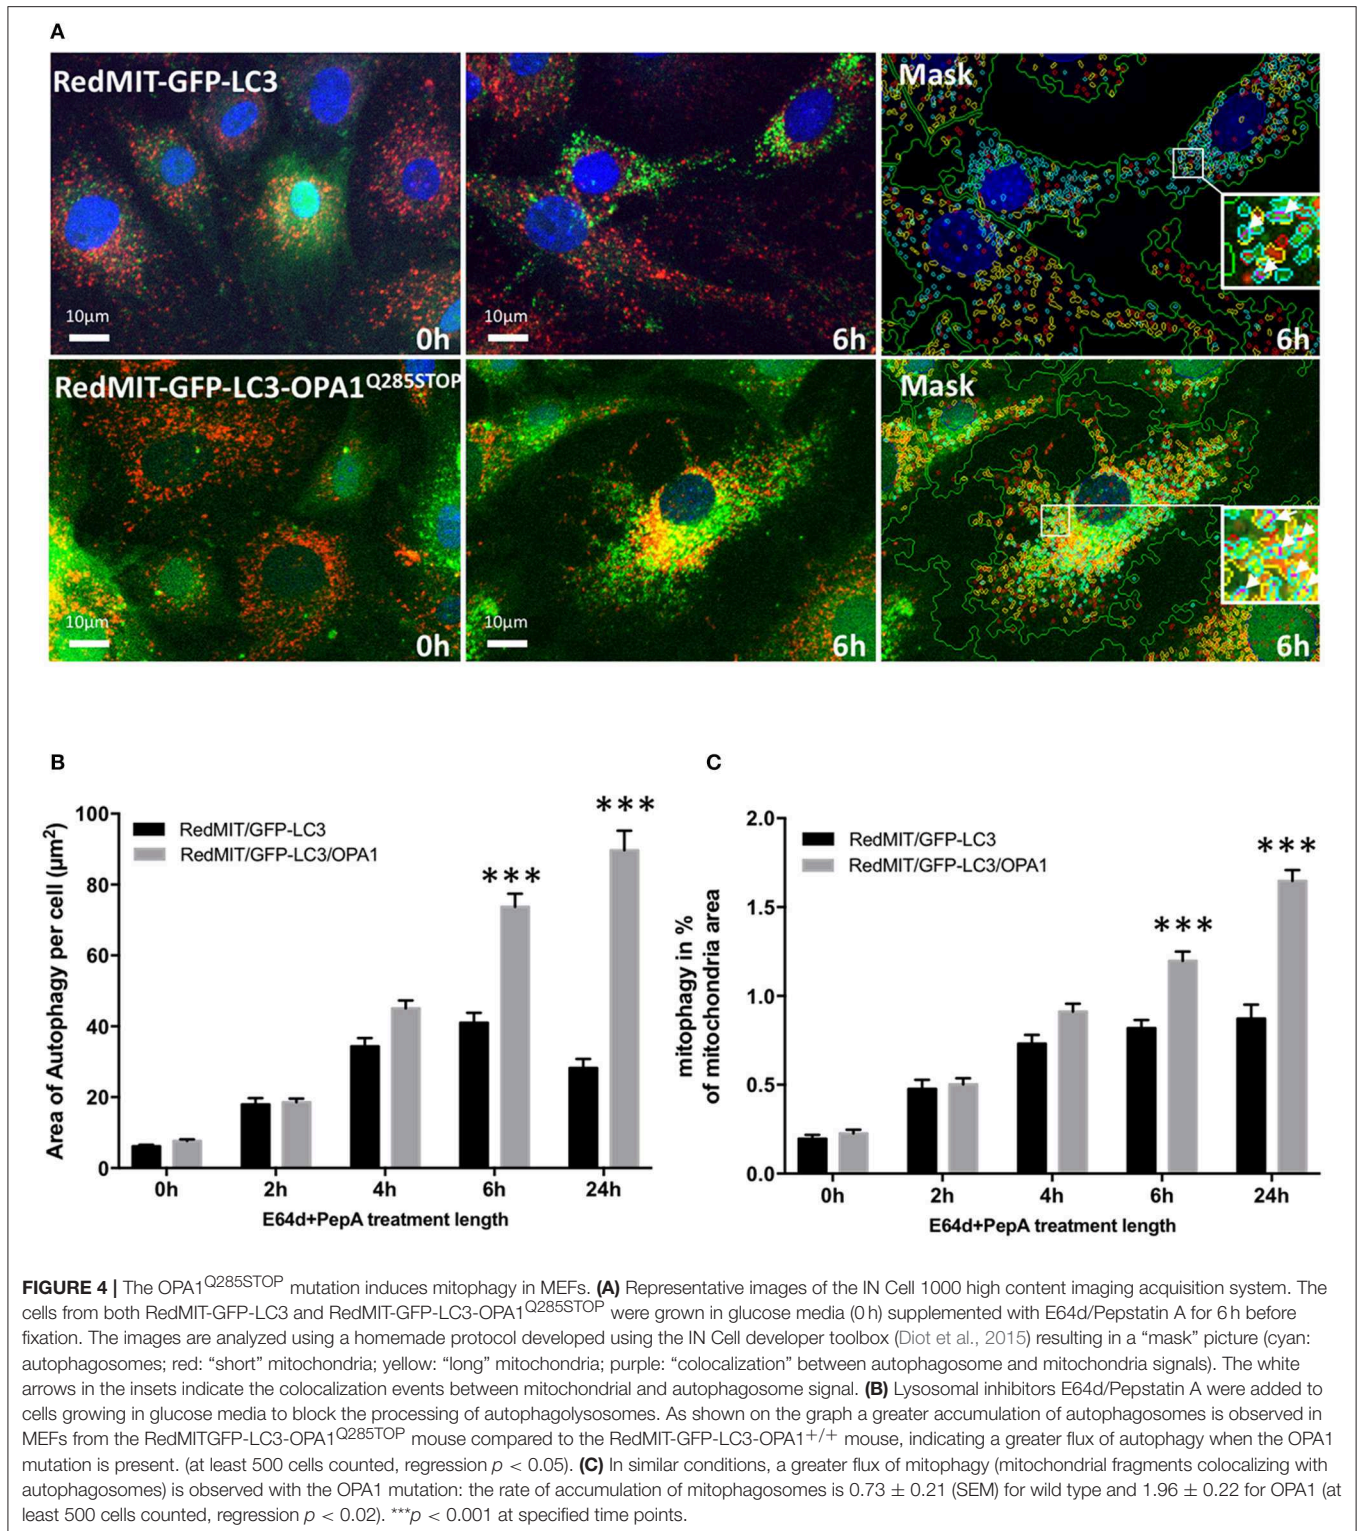 A
RedMIT-GFP-LC3
Mask
10µm
0h
6h
6h
RedMIT-GFP-LC3-OPA1Q285STOP
Mask
10µm
0h
10µm
6h
6h
B
100
80
60
40
20
0
Area of Autophagy per cell (µm2)
RedMIT/GFP-LC3
RedMIT/GFP-LC3/OPA1
***
***
0h 2h 4h 6h 24h
E64d+PepA treatment length
C
2.0
1.5
1.0
0.5
0.0
mitophagy in %
of mitochondria area
RedMIT/GFP-LC3
RedMIT/GFP-LC3/OPA1
***
***
0h 2h 4h 6h 24h
E64d+PepA treatment length
FIGURE 4 | The OPA1Q285STOP mutation induces mitophagy in MEFs. (A) Representative images of the IN Cell 1000 high content imaging acquisition system. The
cells from both RedMIT-GFP-LC3 and RedMIT-GFP-LC3-OPA1Q285STOP were grown in glucose media (0 h) supplemented with E64d/Pepstatin A for 6 h before
fixation. The images are analyzed using a homemade protocol developed using the IN Cell developer toolbox (Diot et al., 2015) resulting in a “mask” picture (cyan:
autophagosomes; red: “short” mitochondria; yellow: “long” mitochondria; purple: “colocalization” between autophagosome and mitochondria signals). The white
arrows in the insets indicate the colocalization events between mitochondrial and autophagosome signal. (B) Lysosomal inhibitors E64d/Pepstatin A were added to
cells growing in glucose media to block the processing of autophagolysosomes. As shown on the graph a greater accumulation of autophagosomes is observed in
MEFs from the RedMITGFP-LC3-OPA1Q285TOP mouse compared to the RedMIT-GFP-LC3-OPA1+/+ mouse, indicating a greater flux of autophagy when the OPA1
mutation is present. (at least 500 cells counted, regression p < 0.05). (C) In similar conditions, a greater flux of mitophagy (mitochondrial fragments colocalizing with
autophagosomes) is observed with the OPA1 mutation: the rate of accumulation of mitophagosomes is 0.73 ± 0.21 (SEM) for wild type and 1.96 ± 0.22 for OPA1 (at
least 500 cells counted, regression p < 0.02). ***p < 0.001 at specified time points.